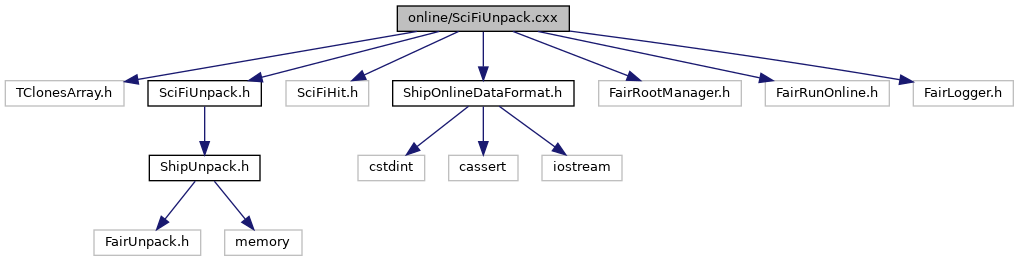 online/SciFiUnpack.cxx
TClonesArray.h
SciFiUnpack.h
SciFiHit.h
ShipOnlineDataFormat.h
FairRootManager.h
FairRunOnline.h
FairLogger.h
ShipUnpack.h
cstdint
cassert
iostream
FairUnpack.h
memory